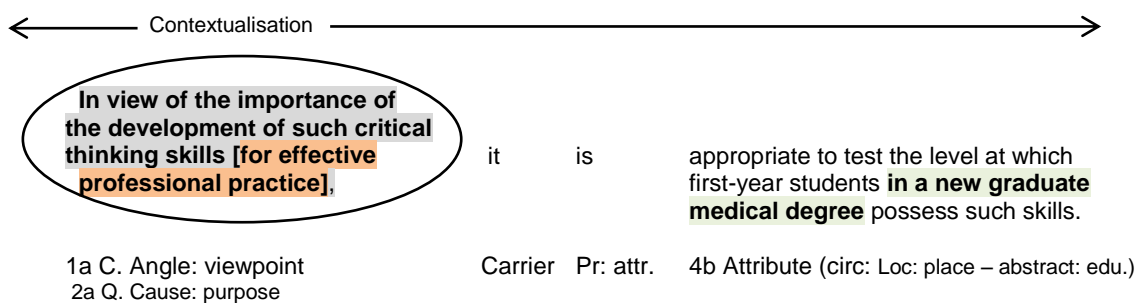 Contextualisation
In view of the importance of
the development of such critical
thinking skills [for effective
professional practice],
it
is
appropriate to test the level at which
first-year students in a new graduate
medical degree possess such skills.
1a C. Angle: viewpoint
2a Q. Cause: purpose
Carrier
Pr: attr.
4b Attribute (circ: Loc: place – abstract: edu.)